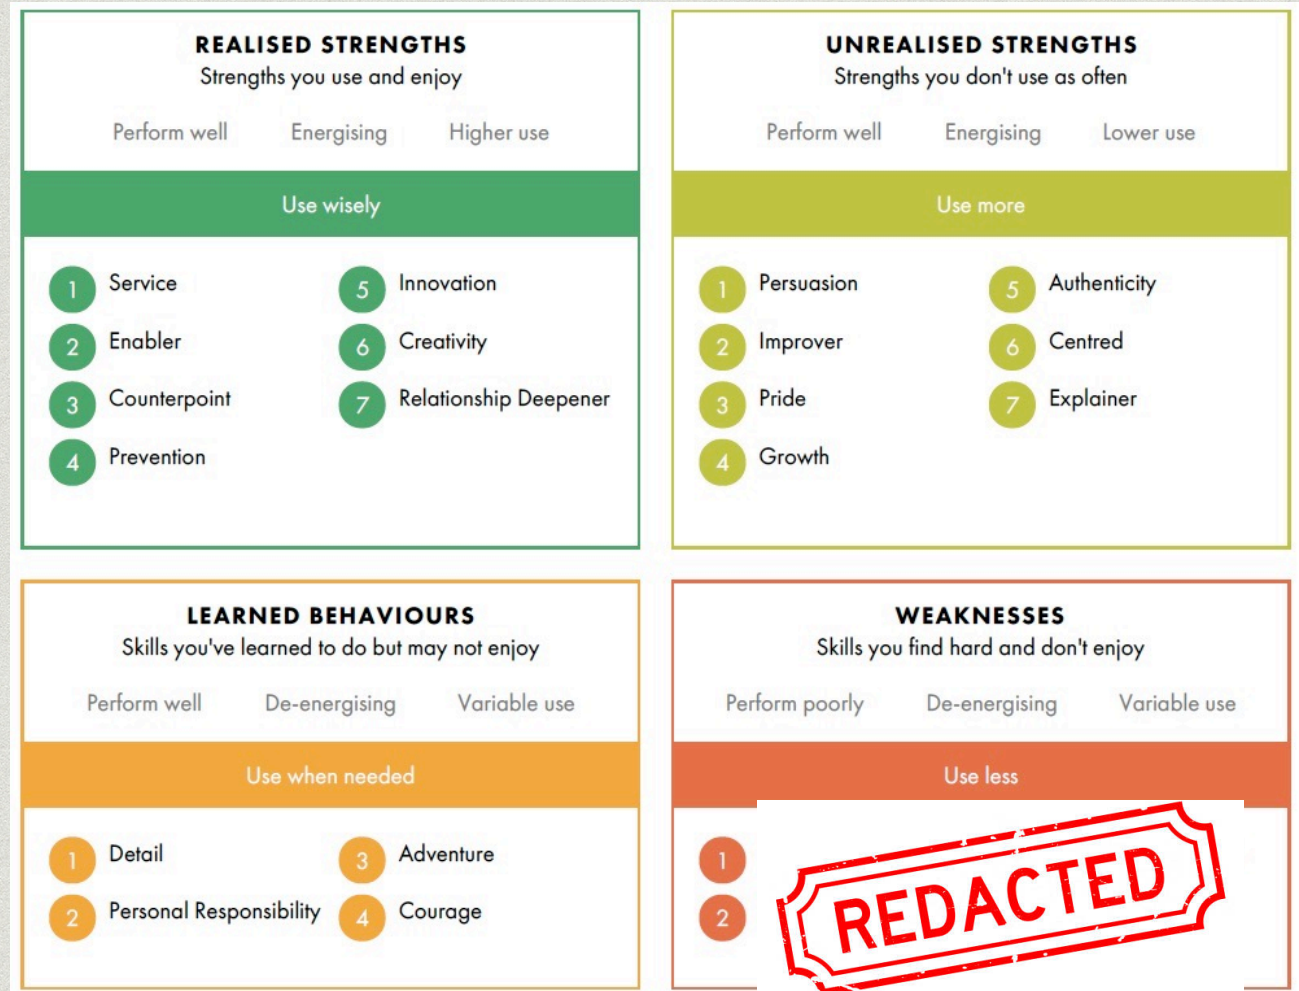 REALISED STRENGTHS
Strengths you use and enjoy
Perform well Energising Higher use
Use wisely
1 Service
2 Enabler
3 Counterpoint
4 Prevention
5 Innovation
6 Creativity
7 Relationship Deepener
UNREALISED STRENGTHS
Strengths you don't use as often
Perform well Energising Lower use
Use more
1 Persuasion
2 Improver
3 Pride
4 Growth
5 Authenticity
6 Centred
7 Explainer
LEARNED BEHAVIOURS
Skills you've learned to do but may not enjoy
Perform well De-energising Variable use
Use when needed
1 Detail
2 Personal Responsibility
3 Adventure
4 Courage
WEAKNESSES
Skills you find hard and don't enjoy
Perform poorly De-energising Variable use
Use less
1
2
REDACTED